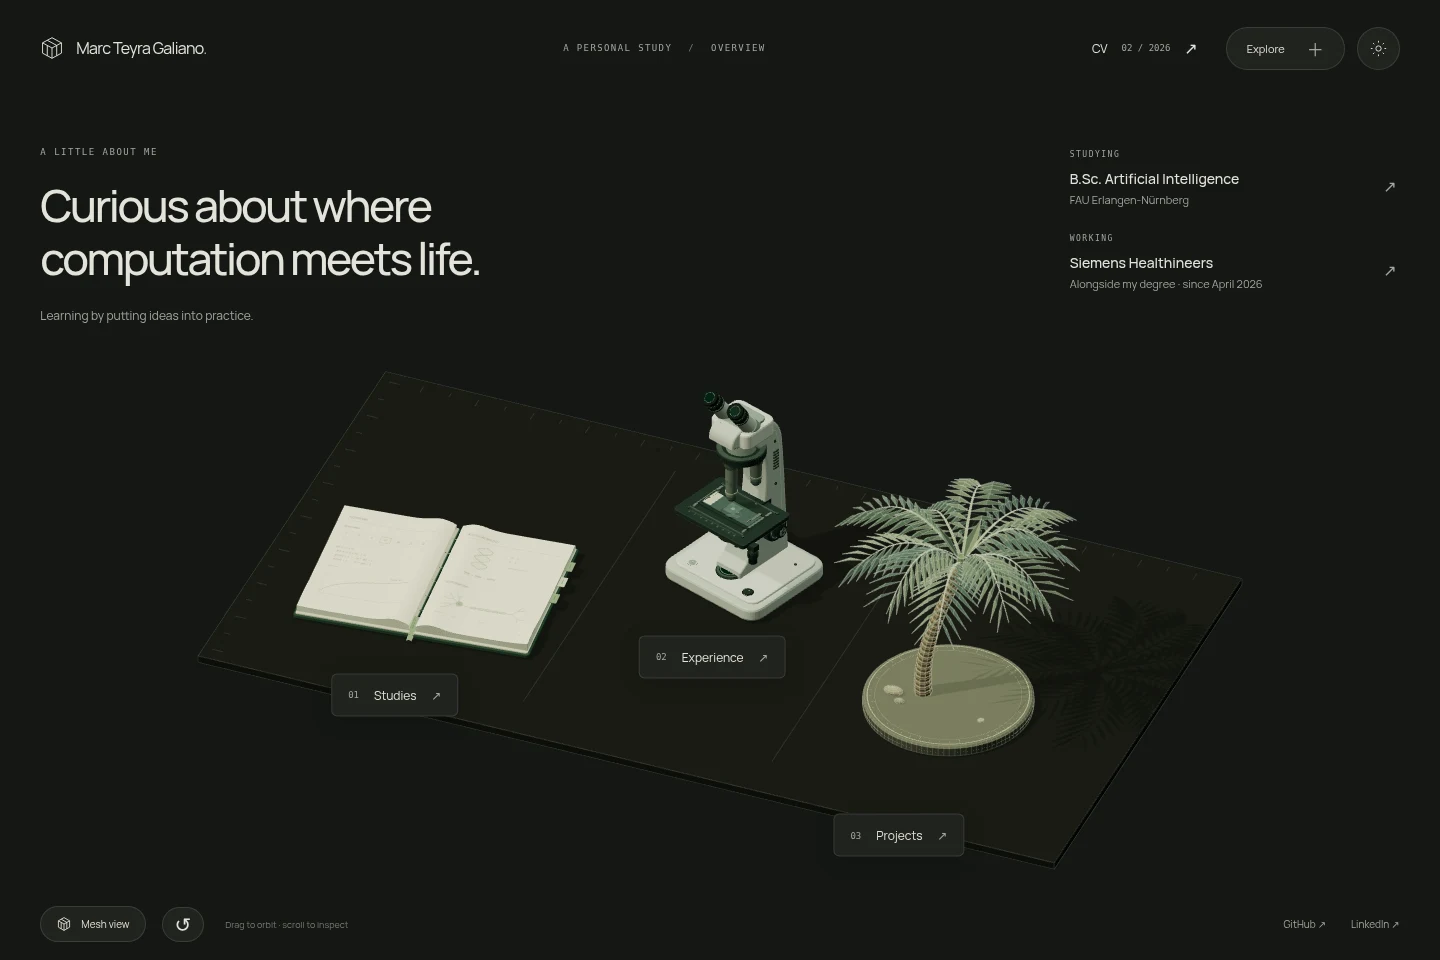 Marc Teyra Galiano.
A PERSONAL STUDY / OVERVIEW
CV 02 / 2026 ↗
Explore
A LITTLE ABOUT ME
Curious about where
computation meets life.
Learning by putting ideas into practice.
STUDYING
B.Sc. Artificial Intelligence ↗
FAU Erlangen-Nürnberg
WORKING
Siemens Healthineers ↗
Alongside my degree · since April 2026
01 Studies ↗
02 Experience ↗
03 Projects ↗
Mesh view
Drag to orbit · scroll to inspect
GitHub ↗ LinkedIn ↗